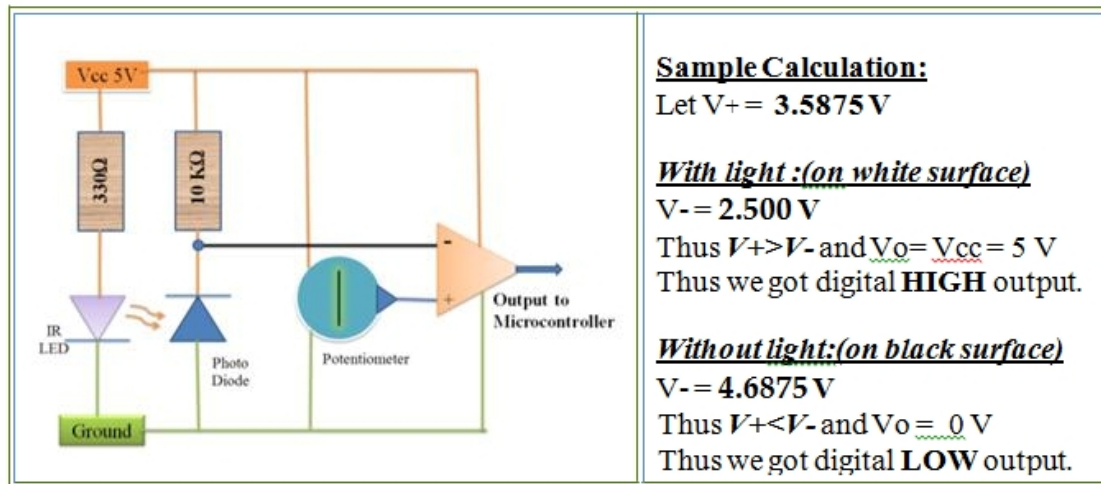 Vcc 5V
330Ω
10 KΩ
-
+
Output to
Microcontroller
IR
LED
Photo
Diode
Potentiometer
Ground
Sample Calculation:
Let V+ = 3.5875 V
With light :(on white surface)
V- = 2.500 V
Thus V+>V- and Vo= Vcc = 5 V
Thus we got digital HIGH output.
Without light:(on black surface)
V- = 4.6875 V
Thus V+<V- and Vo = 0 V
Thus we got digital LOW output.